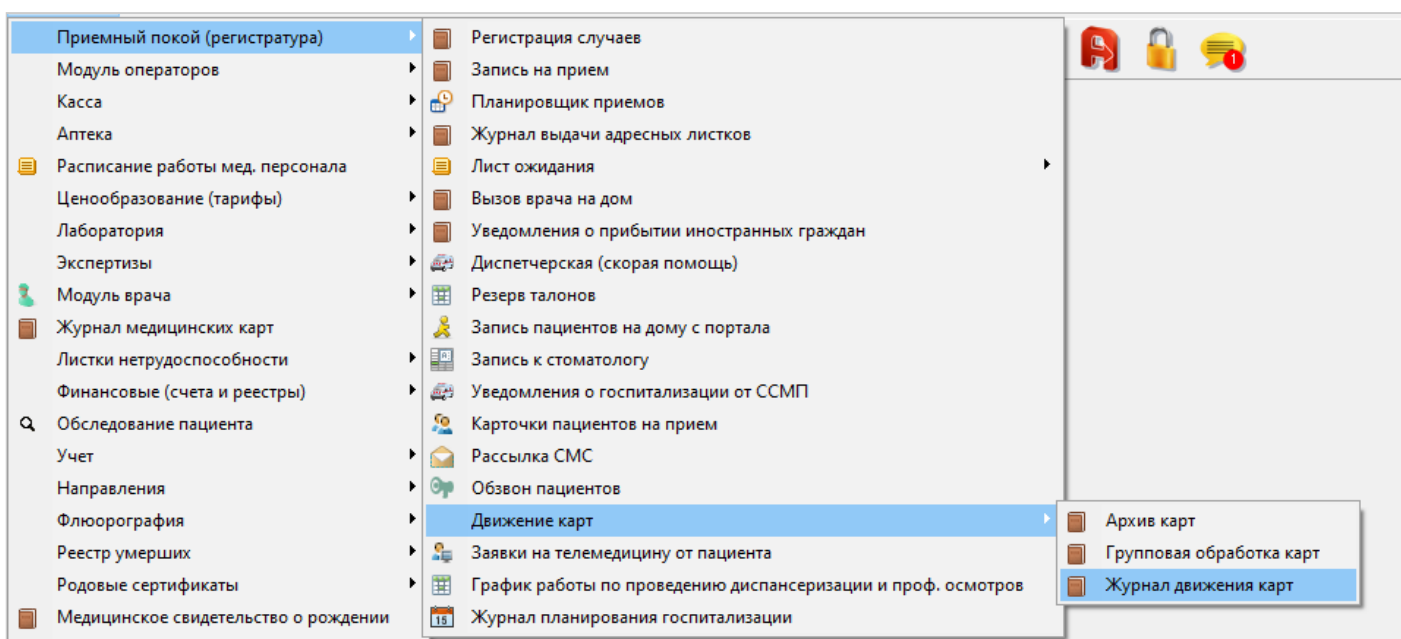 Приемный покой (регистратура)
Модуль операторов
Касса
Аптека
Расписание работы мед. персонала
Ценообразование (тарифы)
Лаборатория
Экспертизы
Модуль врача
Журнал медицинских карт
Листки нетрудоспособности
Финансовые (счета и реестры)
Обследование пациента
Учет
Направления
Флюорография
Реестр умерших
Родовые сертификаты
Медицинское свидетельство о рождении
Регистрация случаев
Запись на прием
Планировщик приемов
Журнал выдачи адресных листков
Лист ожидания
Вызов врача на дом
Уведомления о прибытии иностранных граждан
Диспетчерская (скорая помощь)
Резерв талонов
Запись пациентов на дому с портала
Запись к стоматологу
Уведомления о госпитализации от ССМП
Карточки пациентов на прием
Рассылка СМС
Обзвон пациентов
Движение карт
Заявки на телемедицину от пациента
График работы по проведению диспансеризации и проф. осмотров
15
Журнал планирования госпитализации
Архив карт
Групповая обработка карт
Журнал движения карт
1